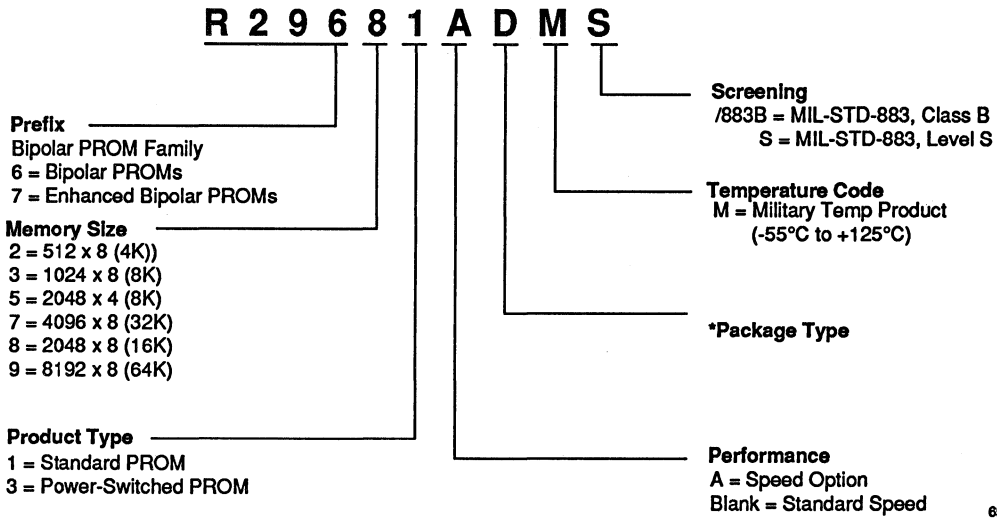 R 2 9 6 8 1 A D M S
Prefix
Bipolar PROM Family
6 = Bipolar PROMs
7 = Enhanced Bipolar PROMs
Memory Size
2 = 512 x 8 (4K))
3 = 1024 x 8 (8K)
5 = 2048 x 4 (8K)
7 = 4096 x 8 (32K)
8 = 2048 x 8 (16K)
9 = 8192 x 8 (64K)
Product Type
1 = Standard PROM
3 = Power-Switched PROM
Screening
/883B = MIL-STD-883, Class B
S = MIL-STD-883, Level S
Temperature Code
M = Military Temp Product
(-55°C to +125°C)
*Package Type
Performance
A = Speed Option
Blank = Standard Speed